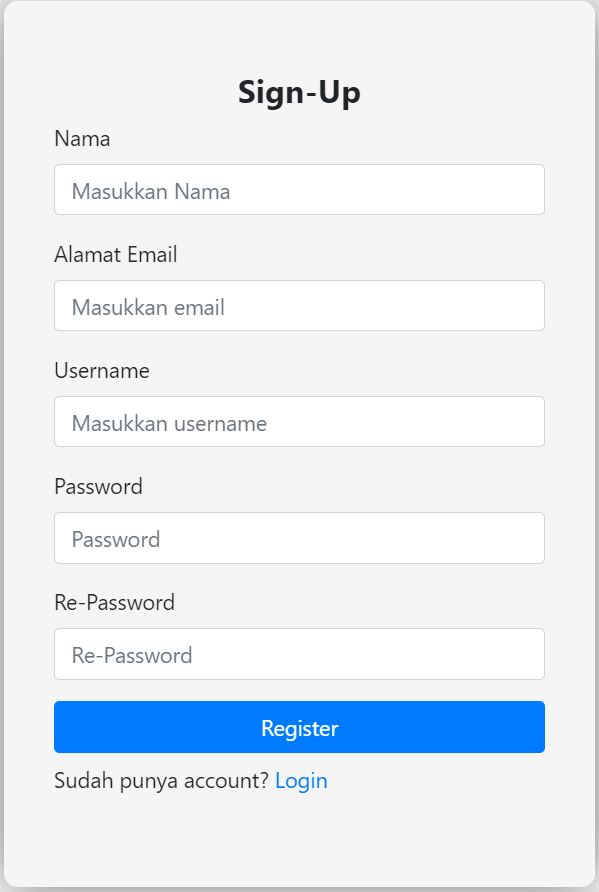 Sign-Up
Nama
Masukkan Nama
Alamat Email
Masukkan email
Username
Masukkan username
Password
Password
Re-Password
Re-Password
Register
Sudah punya account? Login